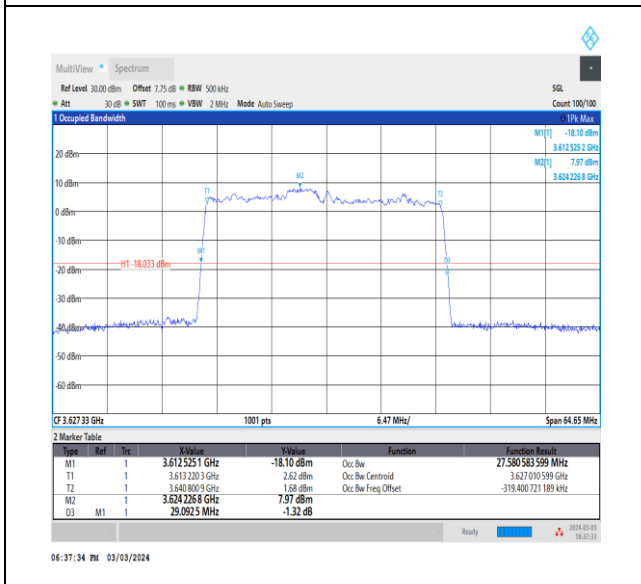 MultiView Spectrum
Ref Level 30.00 dBm Offset 7.75 dB RBW 500 kHz SGL
Att 30 dB SWT 100 ms VBW 2 MHz Mode Auto Sweep Count 100/100
1 Occupied Bandwidth 1Pk Max
M1[1] -18.10 dBm
3.612 525 2 GHz
M2[1] 7.97 dBm
3.624 226 8 GHz
20 dBm
M2
10 dBm
T1 T2
0 dBm
-10 dBm
M1
H1 -18.033 dBm D3
-20 dBm
-30 dBm
-40 dBm
-50 dBm
-60 dBm
CF 3.627 33 GHz 1001 pts 6.47 MHz/ Span 64.65 MHz
2 Marker Table
Type Ref Trc X-Value Y-Value Function Function Result
M1 1 3.612 525 1 GHz -18.10 dBm Occ Bw 27.580 583 599 MHz
T1 1 3.613 220 3 GHz 2.62 dBm Occ Bw Centroid 3.627 010 599 GHz
T2 1 3.640 800 9 GHz 1.68 dBm Occ Bw Freq Offset -319.400 721 189 kHz
M2 1 3.624 226 8 GHz 7.97 dBm
D3 M1 1 29.092 5 MHz -1.32 dB
Ready 2024-03-03
18:37:33
06:37:34 PM 03/03/2024